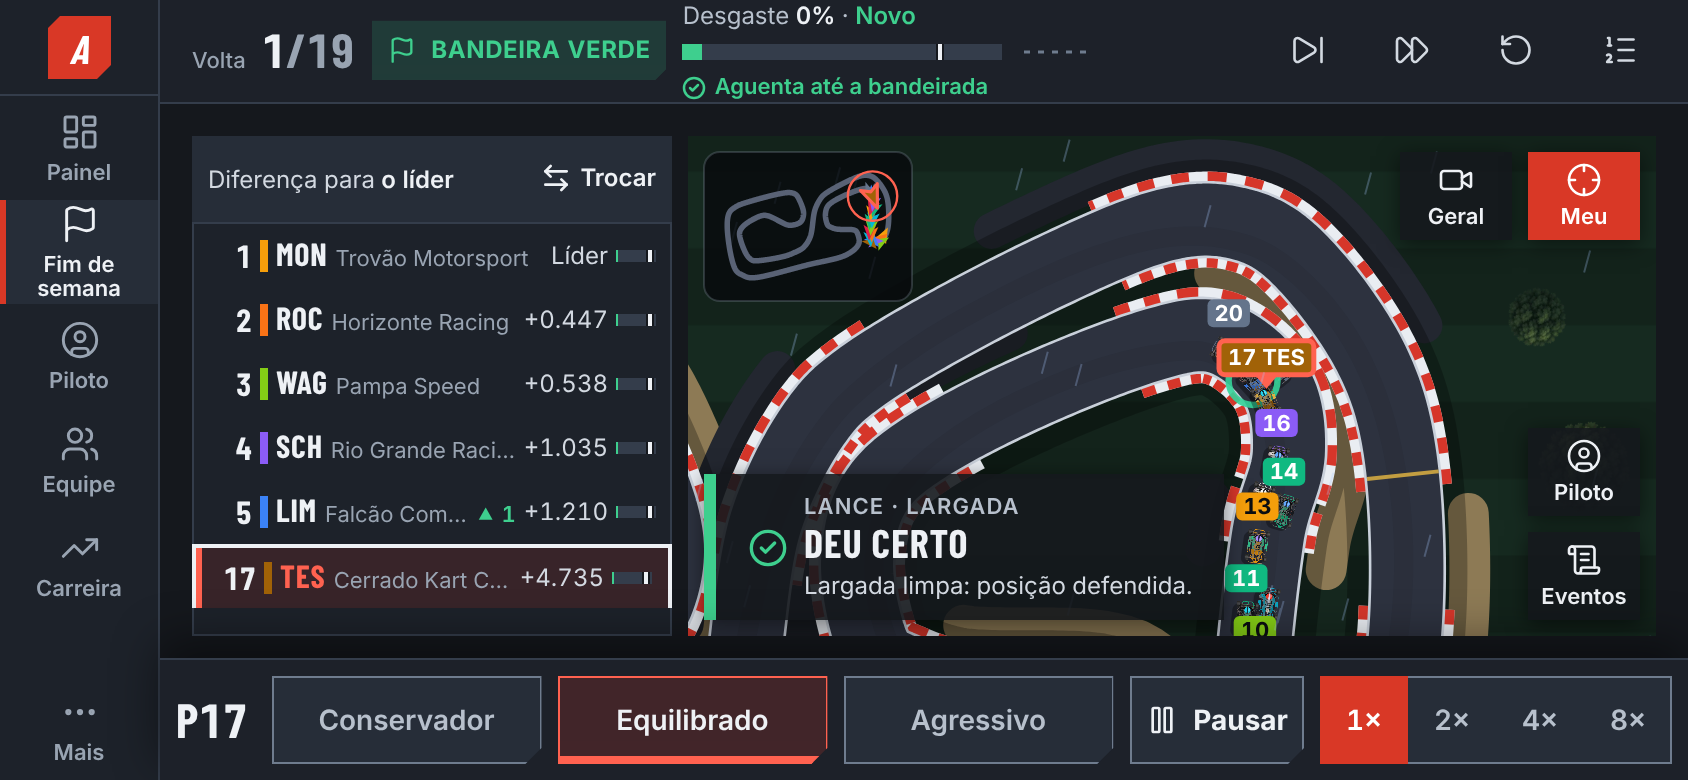 A
Painel
Fim de
semana
Piloto
Equipe
Carreira
Mais
Volta 1/19
BANDEIRA VERDE
Desgaste 0% · Novo
-----
Aguenta até a bandeirada
1
2
Diferença para o líder
Trocar
1 MON Trovão Motorsport Líder
2 ROC Horizonte Racing +0.447
3 WAG Pampa Speed +0.538
4 SCH Rio Grande Raci... +1.035
5 LIM Falcão Com... ▲ 1 +1.210
17 TES Cerrado Kart C... +4.735
Geral
Meu
20
17 TES
16
14
13
11
10
Piloto
Eventos
LANCE · LARGADA
DEU CERTO
Largada limpa: posição defendida.
P17
Conservador
Equilibrado
Agressivo
Pausar
1×
2×
4×
8×